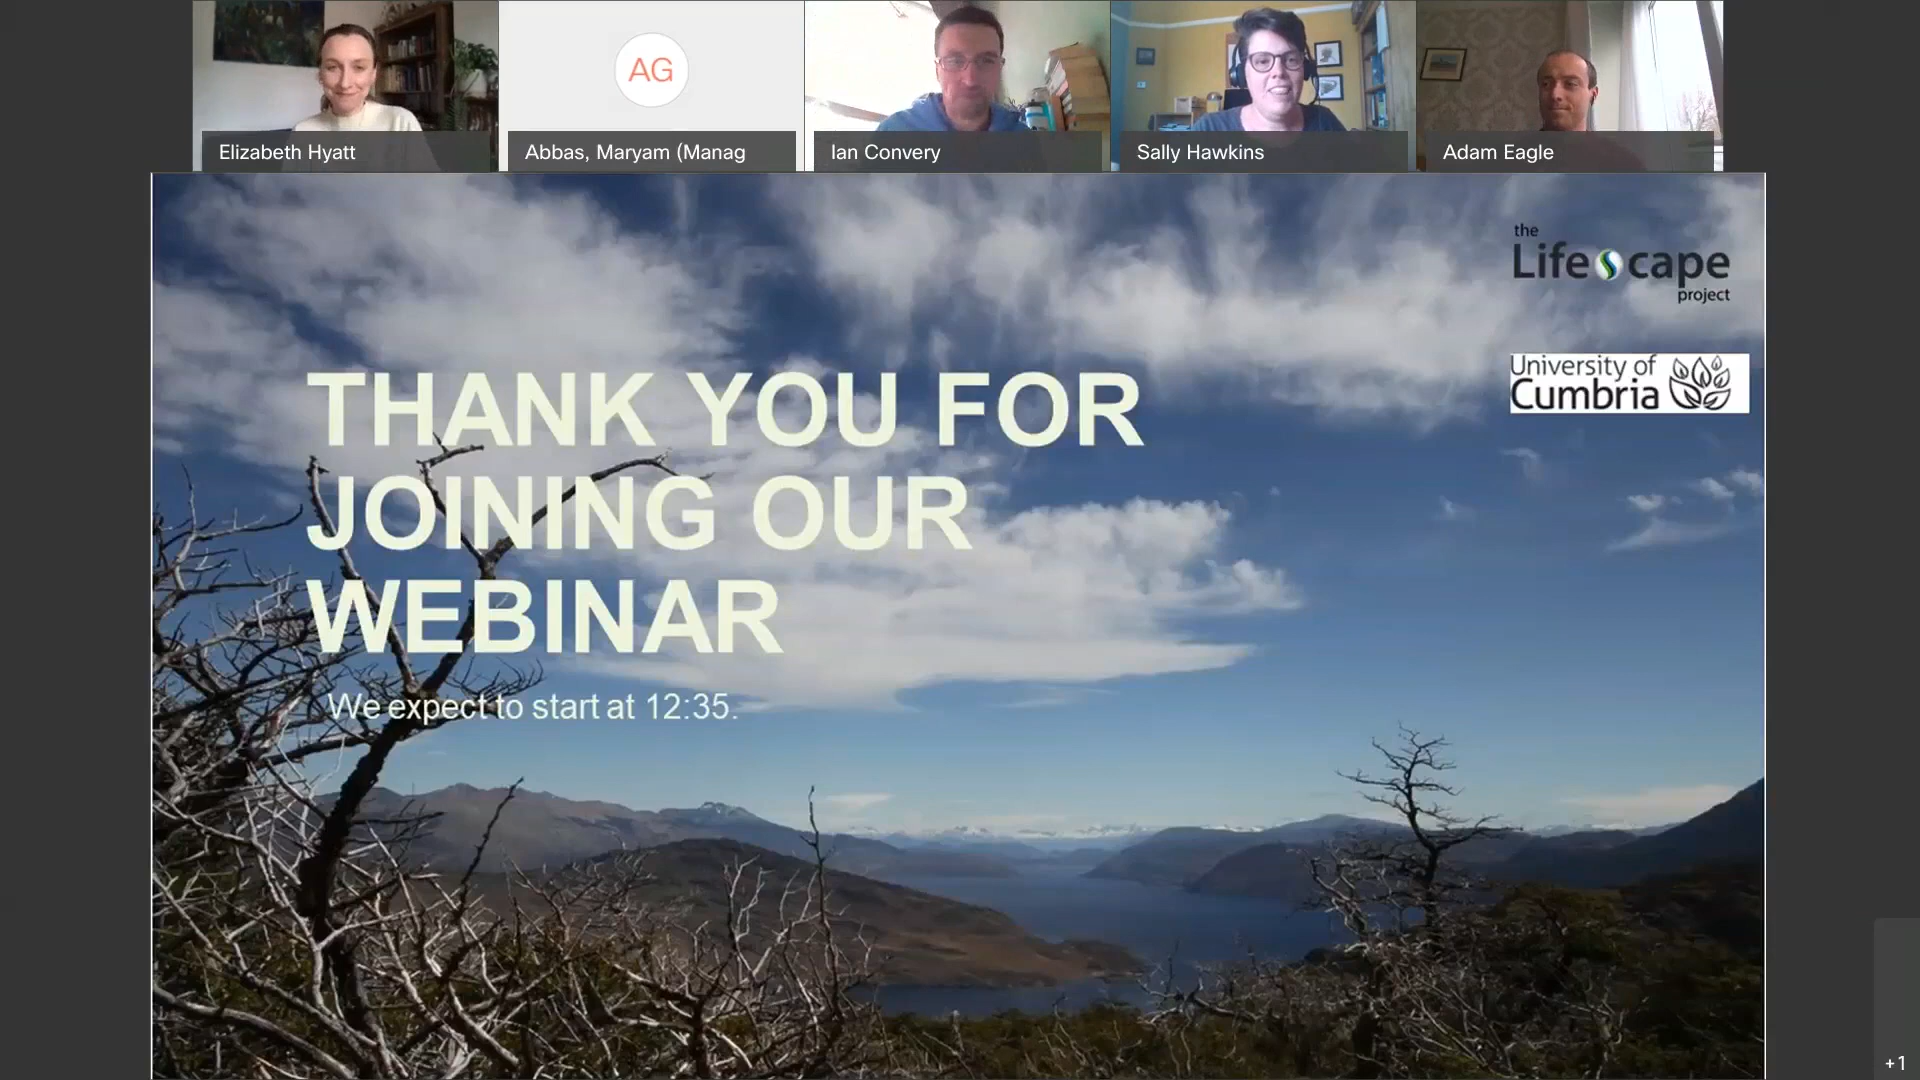 AG
Elizabeth Hyatt
Abbas, Maryam (Manag
Ian Convery
Sally Hawkins
Adam Eagle
the
Lifescape
project
University of
Cumbria
THANK YOU FOR
JOINING OUR
WEBINAR
We expect to start at 12:35.
+1